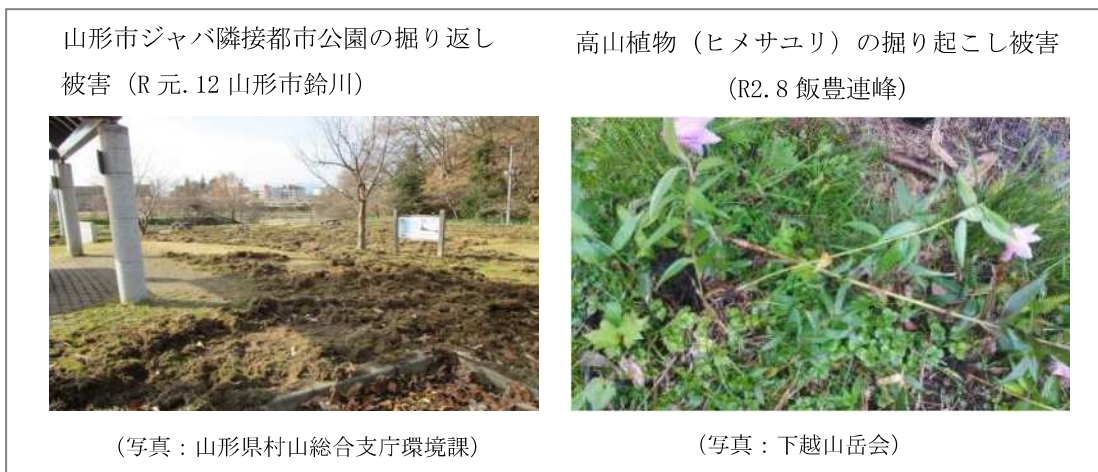 山形市ジャバ隣接都市公園の掘り返し
被害（R 元.12 山形市鈴川）
高山植物（ヒメサユリ）の掘り起こし被害
（R2.8 飯豊連峰）
（写真：山形県村山総合支庁環境課）
（写真：下越山岳会）